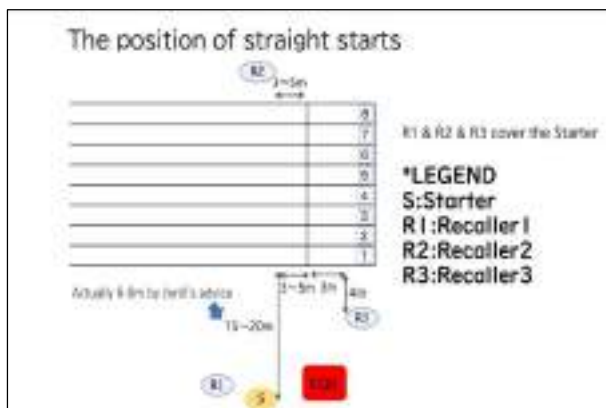 The position of straight starts
R2
3~5m
8
7
6
5
4
3
2
1
R1 & R2 & R3 cover the Starter
*LEGEND
S:Starter
R1:Recaller1
R2:Recaller2
R3:Recaller3
3~5m 3m
4m
Actually 6-8m by advice
15~20m
R3
R1
S